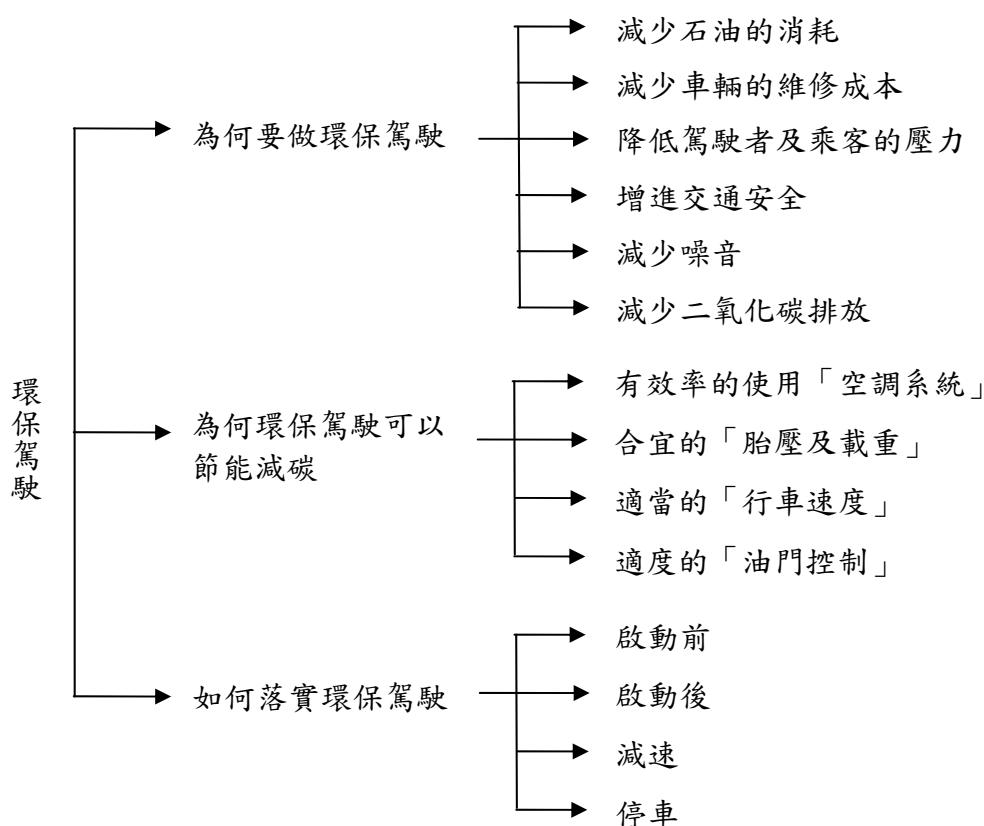 環保駕駛
為何要做環保駕駛
減少石油的消耗
減少車輛的維修成本
降低駕駛者及乘客的壓力
增進交通安全
減少噪音
減少二氧化碳排放
為何環保駕駛可以
節能減碳
有效率的使用「空調系統」
合宜的「胎壓及載重」
適當的「行車速度」
適度的「油門控制」
如何落實環保駕駛
啟動前
啟動後
減速
停車